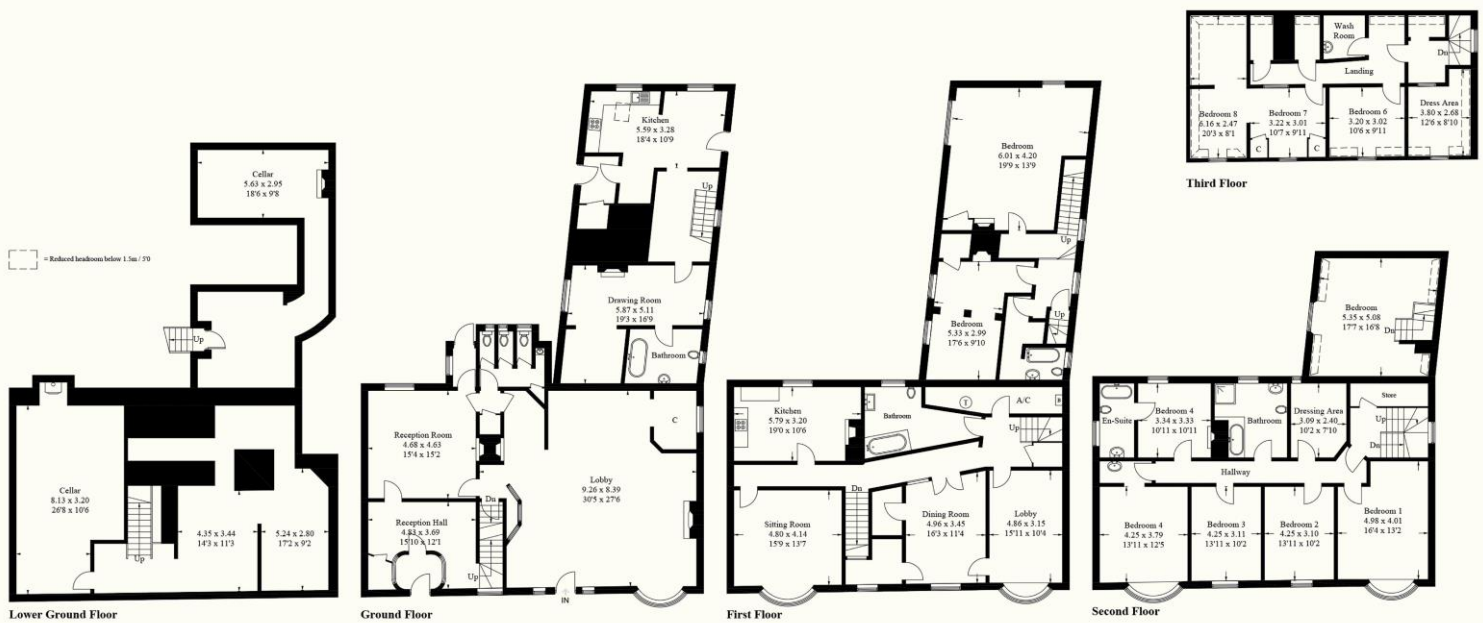 Cellar
5.63 x 2.95
18'6 x 9'8
= Reduced headroom below 1.5m / 5'0
Up
Cellar
8.13 x 3.20
26'8 x 10'6
4.35 x 3.44
14'3 x 11'3
5.24 x 2.80
17'2 x 9'2
Up
Lower Ground Floor
Kitchen
5.59 x 3.28
18'4 x 10'9
Up
Drawing Room
5.87 x 5.11
19'3 x 16'9
Bathroom
C
Reception Room
4.68 x 4.63
15'4 x 15'2
Lobby
9.26 x 8.39
30'5 x 27'6
Dn
Reception Hall
4.83 x 3.69
15'10 x 12'1
Up
IN
Ground Floor
Bedroom
6.01 x 4.20
19'9 x 13'9
Up
Bedroom
5.33 x 2.99
17'6 x 9'10
Up
Kitchen
5.79 x 3.20
19'0 x 10'6
Bathroom
T
A/C
B
Up
Dn
Sitting Room
4.80 x 4.14
15'9 x 13'7
Dining Room
4.96 x 3.45
16'3 x 11'4
Lobby
4.86 x 3.15
15'11 x 10'4
First Floor
Wash
Room
Dn
Landing
Bedroom 8
6.16 x 2.47
20'3 x 8'1
Bedroom 7
3.22 x 3.01
10'7 x 9'11
Bedroom 6
3.20 x 3.02
10'6 x 9'11
Dress Area
3.80 x 2.68
12'6 x 8'10
C
C
Third Floor
Bedroom
5.35 x 5.08
17'7 x 16'8
Dn
En-Suite
Bedroom 4
3.34 x 3.33
10'11 x 10'11
Bathroom
Dressing Area
3.09 x 2.40
10'2 x 7'10
Store
Up
Dn
Hallway
Bedroom 4
4.25 x 3.79
13'11 x 12'5
Bedroom 3
4.25 x 3.11
13'11 x 10'2
Bedroom 2
4.25 x 3.10
13'11 x 10'2
Bedroom 1
4.98 x 4.01
16'4 x 13'2
Second Floor